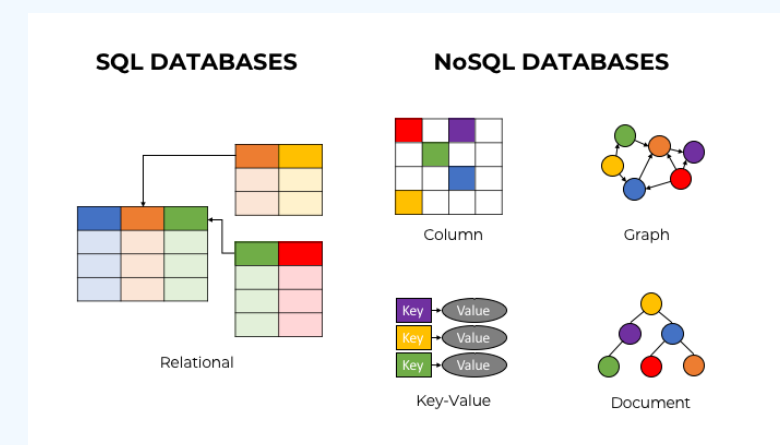 SQL DATABASES
NoSQL DATABASES
Relational
Column
Graph
Key Value
Key Value
Key Value
Key-Value
Document